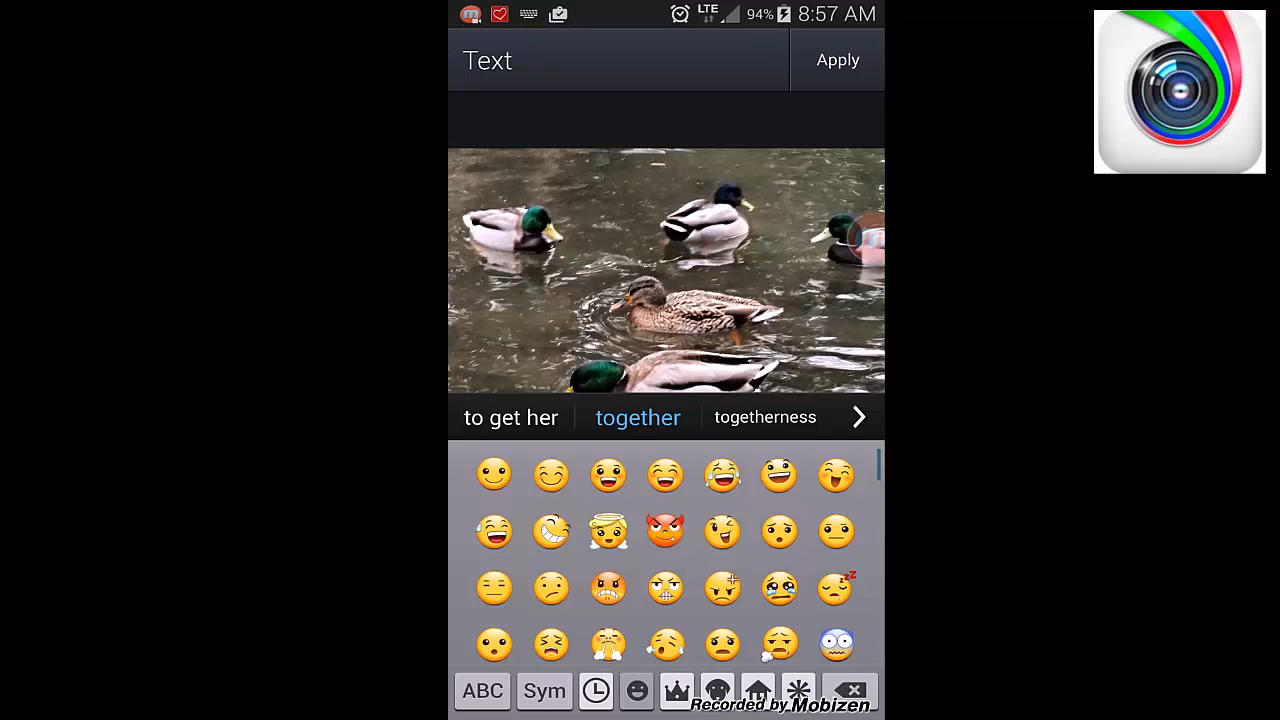 LTE 94% 8:57 AM
Text Apply
to get her together togetherness
ABC Sym
Recorded by Mobizen